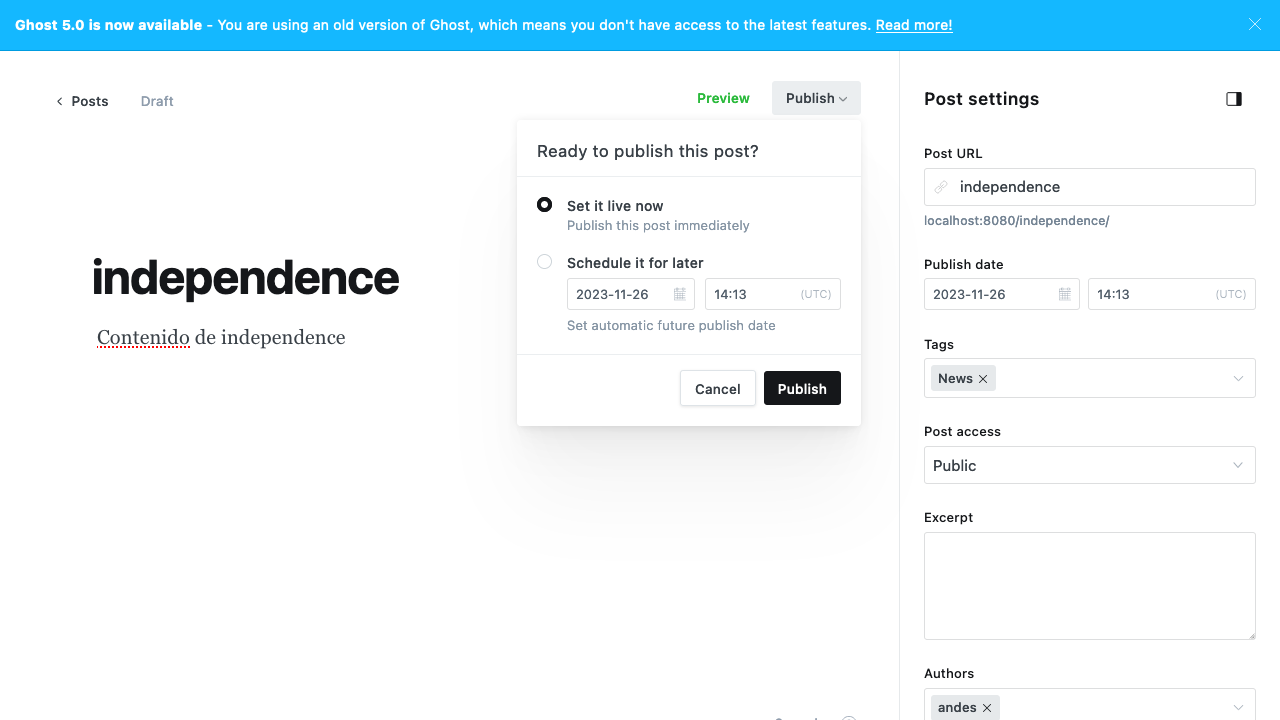 Ghost 5.0 is now available - You are using an old version of Ghost, which means you don't have access to the latest features. Read more!
Posts
Draft
Preview
Publish
Ready to publish this post?
Set it live now
Publish this post immediately
Schedule it for later
2023-11-26
14:13
(UTC)
Set automatic future publish date
Cancel
Publish
independence
Contenido de independence
Post settings
Post URL
independence
localhost:8080/independence/
Publish date
2023-11-26
14:13
(UTC)
Tags
News
Post access
Public
Excerpt
Authors
andes